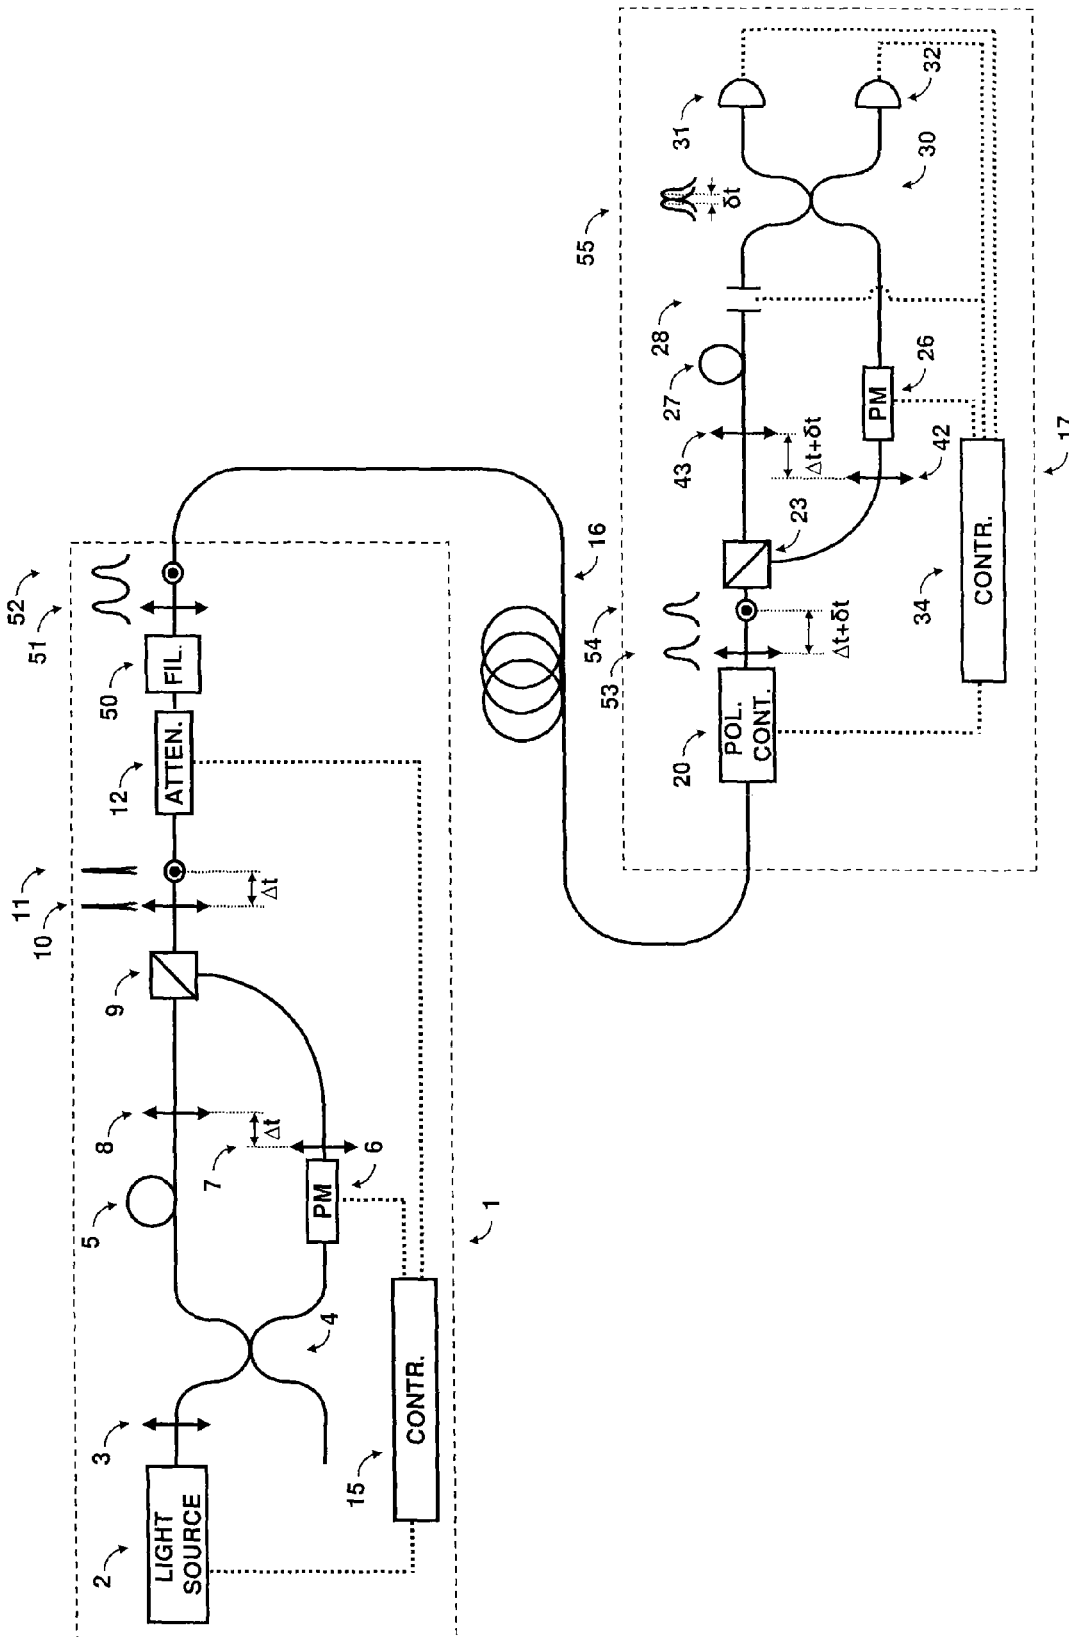 2
LIGHT
SOURCE
3
4
5
PM
6
7
8
Δt
9
10
11
Δt
12
ATTEN.
50
FIL.
51
52
15
CONTR.
1
16
20
POL.
CONT.
53
54
Δt+δt
23
43
42
Δt+δt
27
28
PM
26
55
δt
30
31
32
34
CONTR.
17